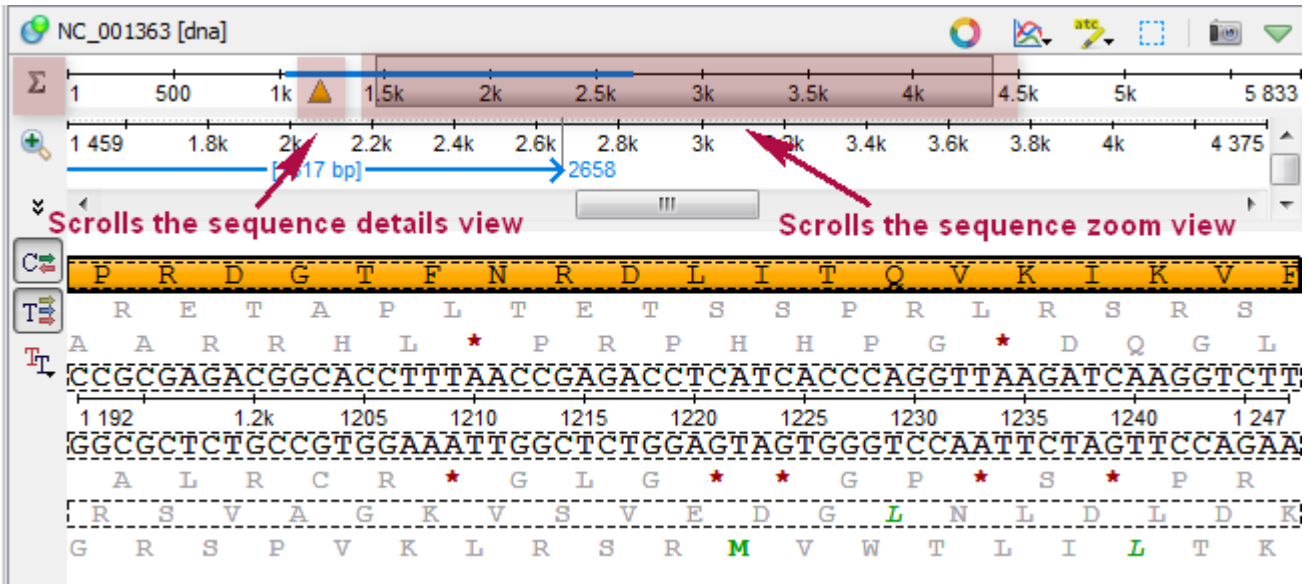 NC_001363 [dna]
atc
Σ
1 500 1k 1.5k 2k 2.5k 3k 3.5k 4k 4.5k 5k 5 833
1 459 1.8k 2k 2.2k 2.4k 2.6k 2.8k 3k 3.4k 3.6k 3.8k 4k 4 375
2658
Scrolls the sequence details view
Scrolls the sequence zoom view
C
P R D G T F N R D L I T Q V K I K V F
T
R E T A P L T E T S S P R L R S R S
TT
A A R R H L * P R P H H P G * D Q G L
CCGCGAGACGGCACCTTTAACCGAGACCTCATCACCCAGGTTAAGATCAAGGTCTT
1 192 1.2k 1205 1210 1215 1220 1225 1230 1235 1240 1 247
GGCGCTCTGCCGTGGAAATTGGCTCTGGAGTAGTGGGTCCAATTCTAGTTCCAGAA
A L R C R * G L G * * G P * S * P R
R S V A G K V S V E D G L N L D L D K
G R S P V K L R S R M V W T L I L T K